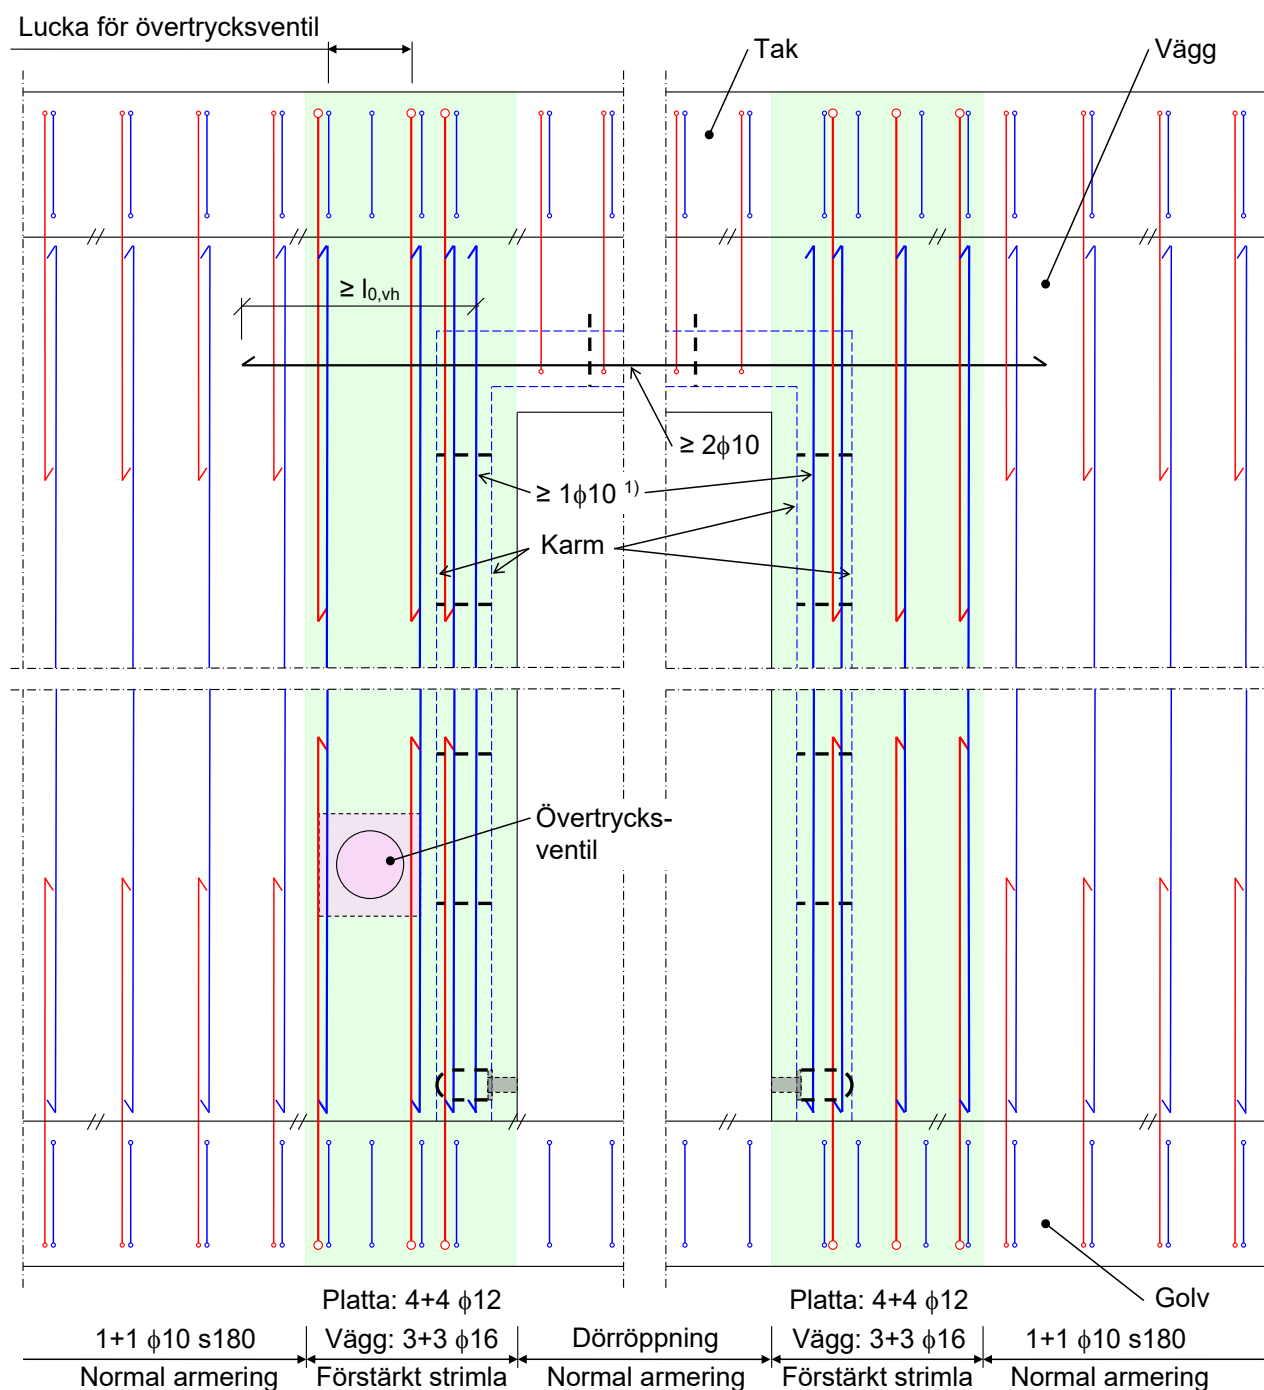 Lucka för övertrycksventil
Tak
Vägg
≥ l0,vh
≥ 2ϕ10
≥ 1ϕ10 1)
Karm
Övertrycks-
ventil
Golv
Platta: 4+4 ϕ12
Platta: 4+4 ϕ12
1+1 ϕ10 s180
Vägg: 3+3 ϕ16
Dörröppning
Vägg: 3+3 ϕ16
1+1 ϕ10 s180
Normal armering
Förstärkt strimla
Normal armering
Förstärkt strimla
Normal armering